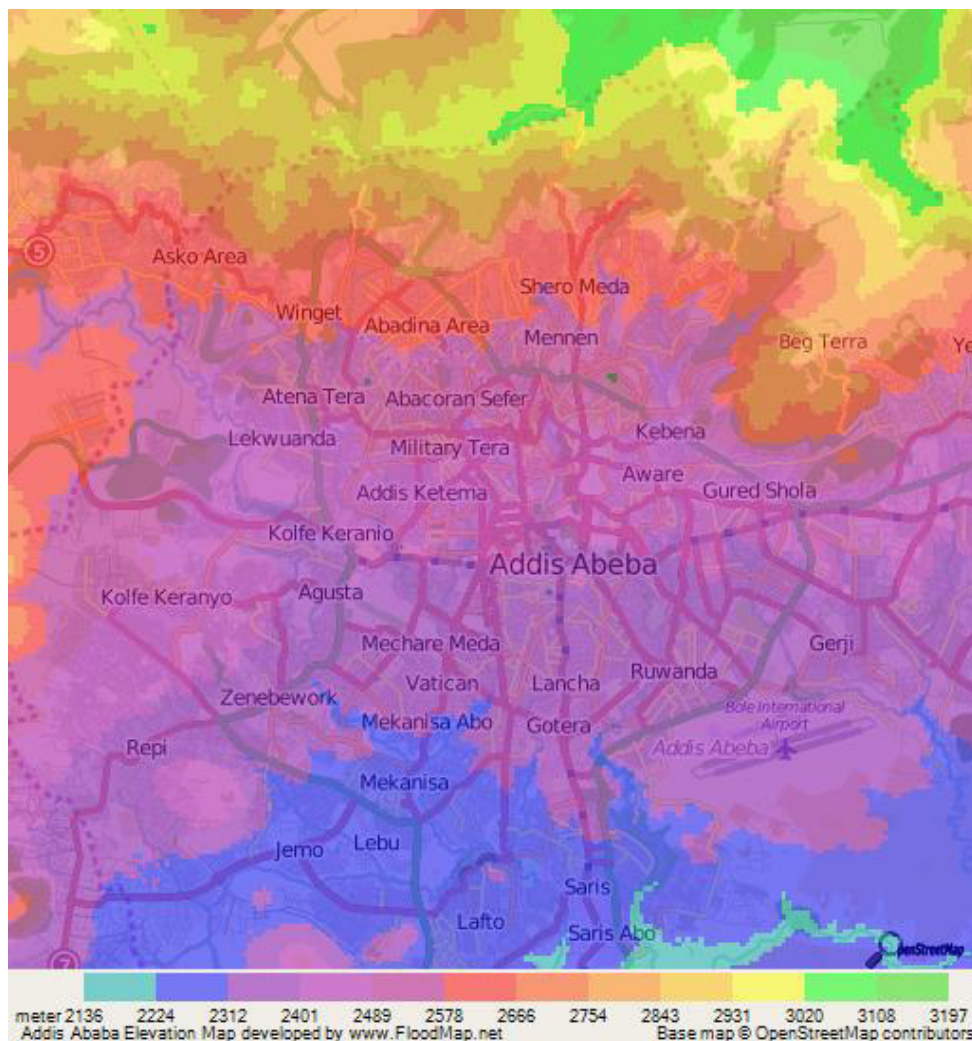 5
Asko Area
Shero Meda
Winget
Abadina Area
Mennen
Beg Terra
Ye
Atena Tera
Abacoran Sefer
Lekwuanda
Military Tera
Kebena
Aware
Addis Ketema
Gured Shola
Kolfe Keranio
Addis Abeba
Agusta
Kolfe Keranyo
Mechare Meda
Gerji
Ruwanda
Vatican
Lancha
Zenebework
Bole International
Airport
Mekanisa Abo
Gotera
Repi
Addis Abeba
Mekanisa
Lebu
Jemo
Saris
Lafto
Saris Abo
OpenStreetMap
7
meter 2136 2224 2312 2401 2489 2578 2666 2754 2843 2931 3020 3108 3197
Addis Ababa Elevation Map developed by www.FloodMap.net Base map © OpenStreetMap contributors